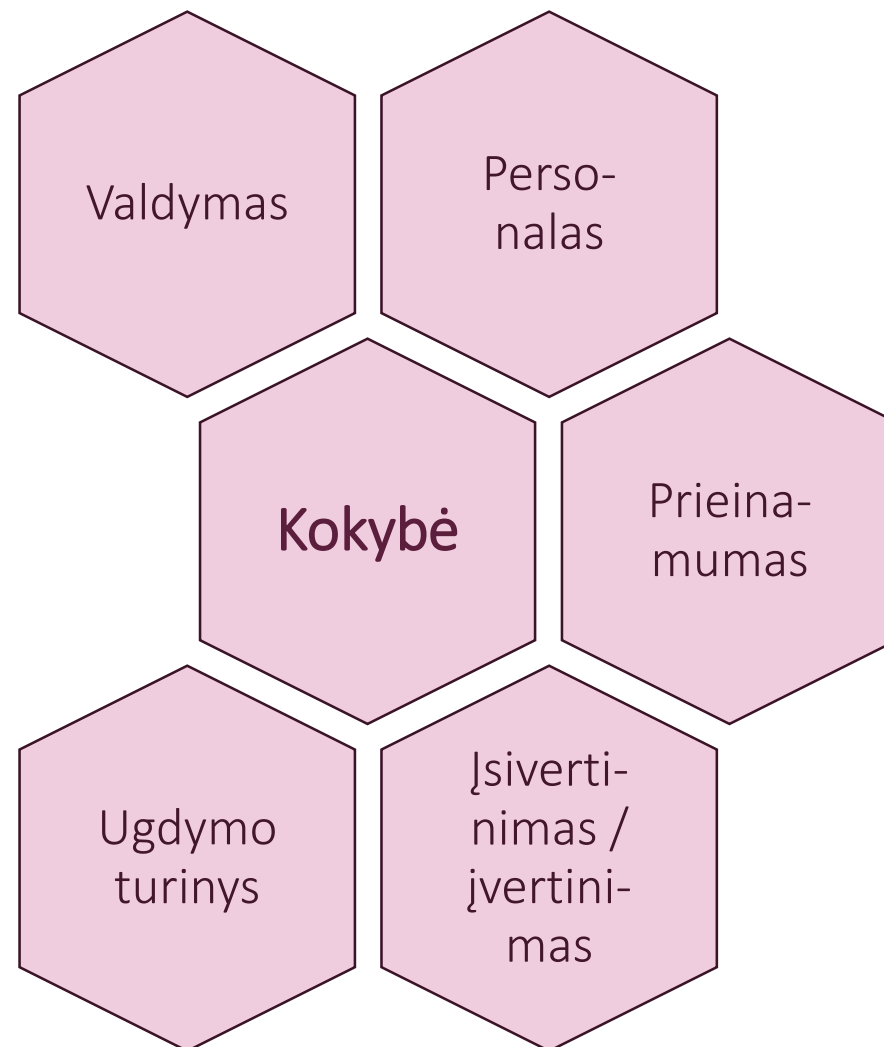 Valdymas
Perso-
nalas
Kokybė
Prieina-
mumas
Ugdymo
turinys
Įsiverti-
nimas /
įvertini-
mas